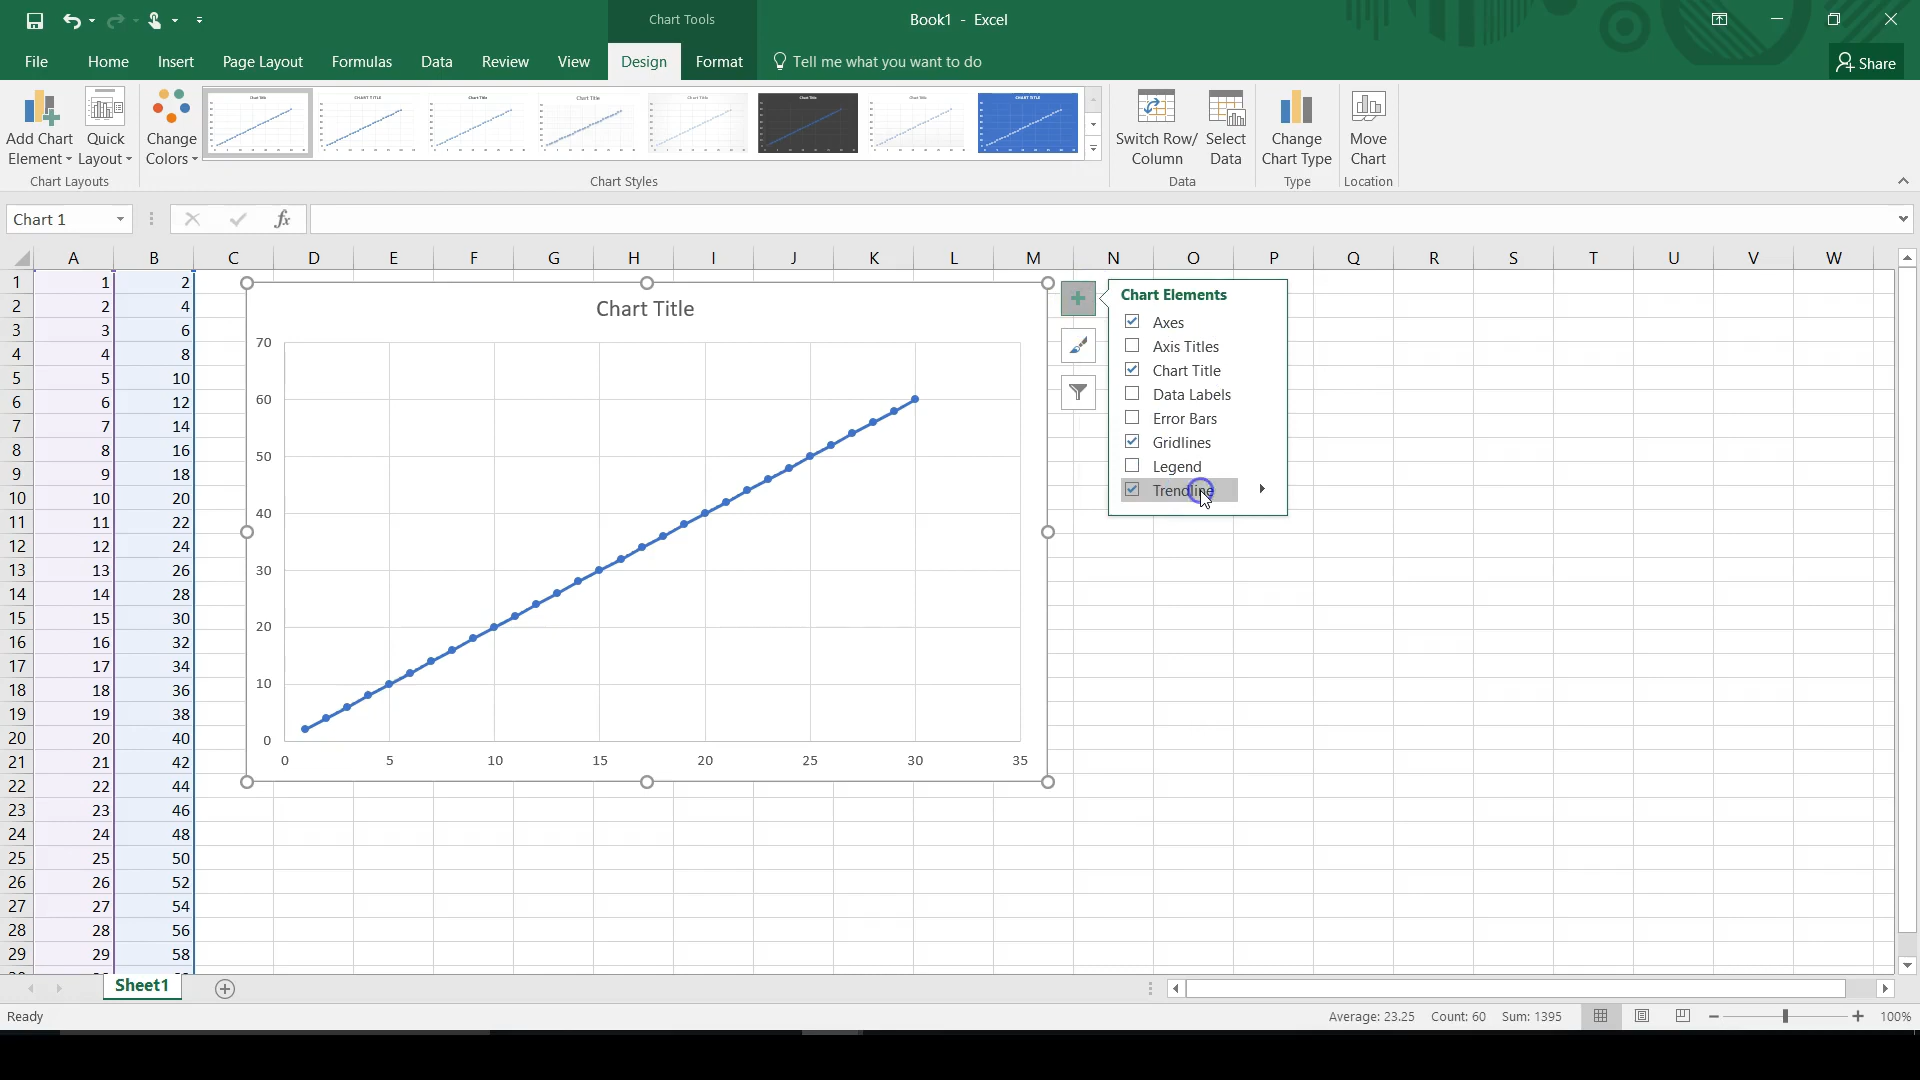 Chart Tools
Book1 - Excel
File Home Insert Page Layout Formulas Data Review View Design Format Tell me what you want to do Share
Add Chart Element
Quick Layout
Change Colors
Switch Row/ Column
Select Data
Change Chart Type
Move Chart
Chart Layouts Chart Styles Data Type Location
Chart 1 fx
A B C D E F G H I J K L M N O P Q R S T U V W
1 1 2
2 2 4
3 3 6
4 4 8
5 5 10
6 6 12
7 7 14
8 8 16
9 9 18
10 10 20
11 11 22
12 12 24
13 13 26
14 14 28
15 15 30
16 16 32
17 17 34
18 18 36
19 19 38
20 20 40
21 21 42
22 22 44
23 23 46
24 24 48
25 25 50
26 26 52
27 27 54
28 28 56
29 29 58
Chart Title
70
60
50
40
30
20
10
0
0 5 10 15 20 25 30 35
Chart Elements
Axes
Axis Titles
Chart Title
Data Labels
Error Bars
Gridlines
Legend
Trendline
Sheet1
Ready
Average: 23.25 Count: 60 Sum: 1395
100%